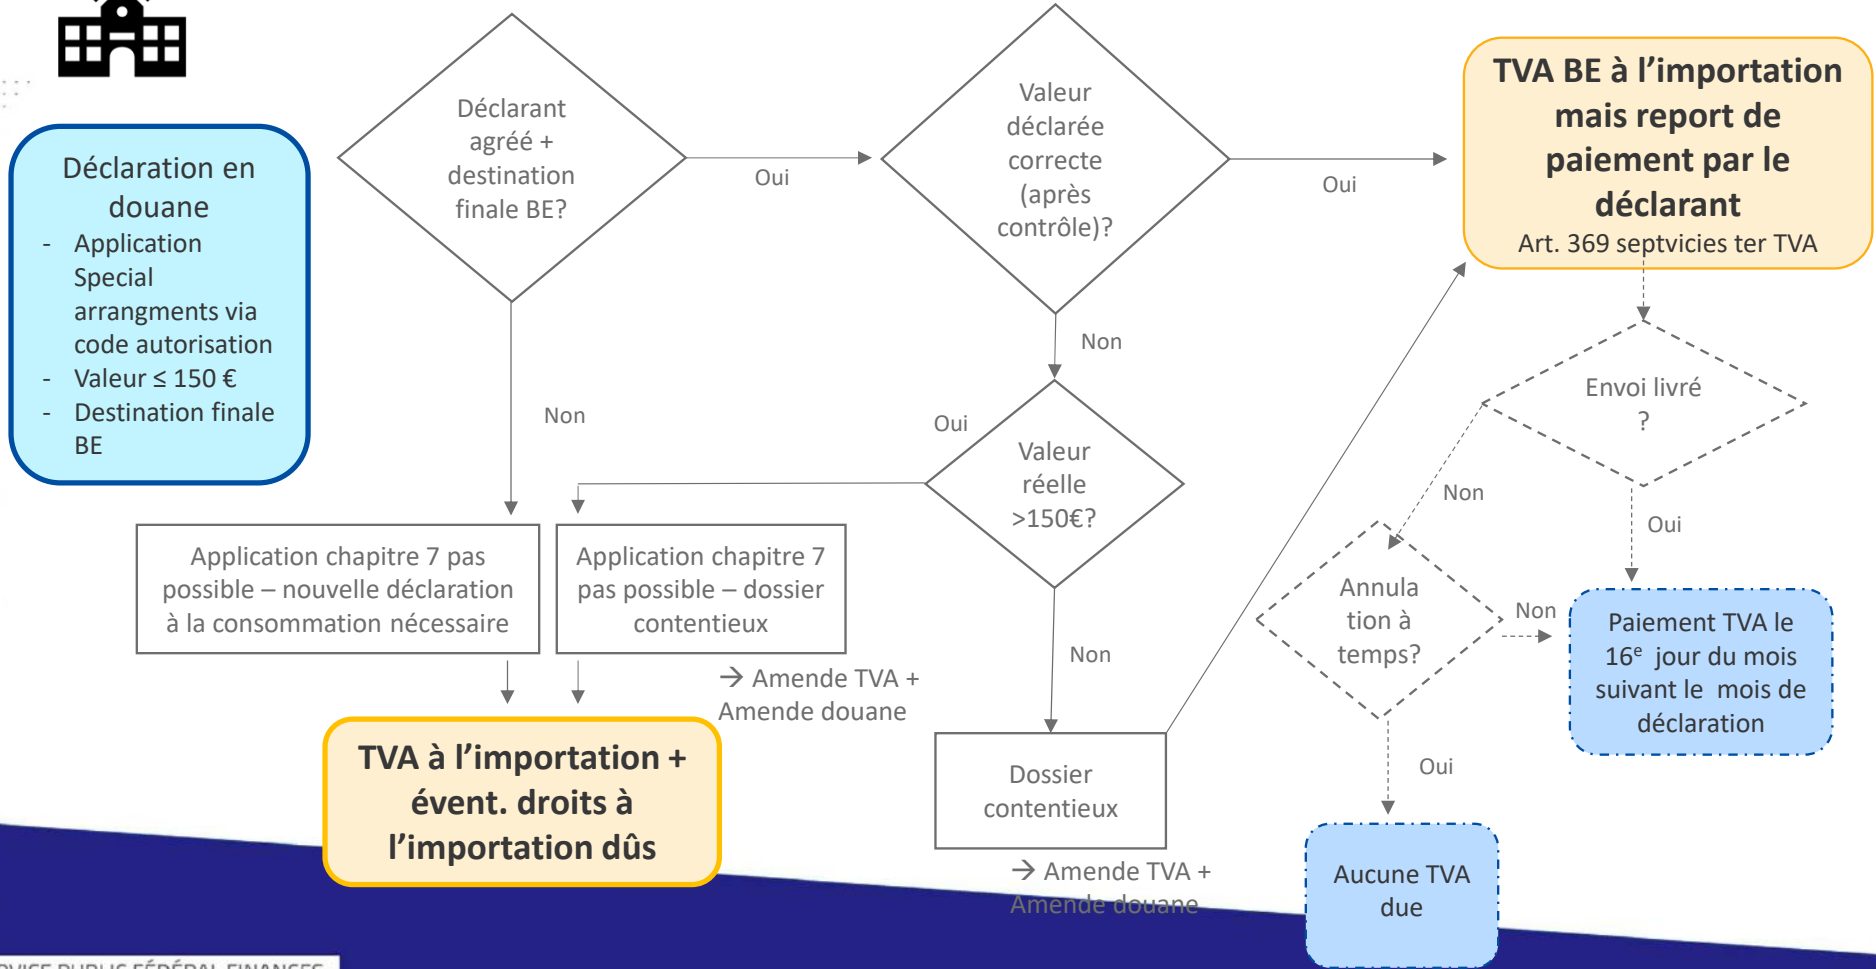 Déclaration en
douane
- Application
Special
arrangments via
code autorisation
- Valeur ≤ 150 €
- Destination finale
BE
Déclarant
agréé +
destination
finale BE?
Oui
Non
Valeur
déclarée
correcte
(après
contrôle)?
Oui
Non
TVA BE à l’importation
mais report de
paiement par le
déclarant
Art. 369 septvicies ter TVA
Oui
Valeur
réelle
>150€?
Non
Envoi livré
?
Non
Oui
Application chapitre 7 pas
possible – nouvelle déclaration
à la consommation nécessaire
Application chapitre 7
pas possible – dossier
contentieux
→ Amende TVA +
Amende douane
TVA à l’importation +
évent. droits à
l’importation dûs
Dossier
contentieux
→ Amende TVA +
Amende douane
Annula
tion à
temps?
Non
Oui
Paiement TVA le
16e jour du mois
suivant le mois de
déclaration
Aucune TVA
due
SERVICE PUBLIC FÉDÉRAL FINANCES